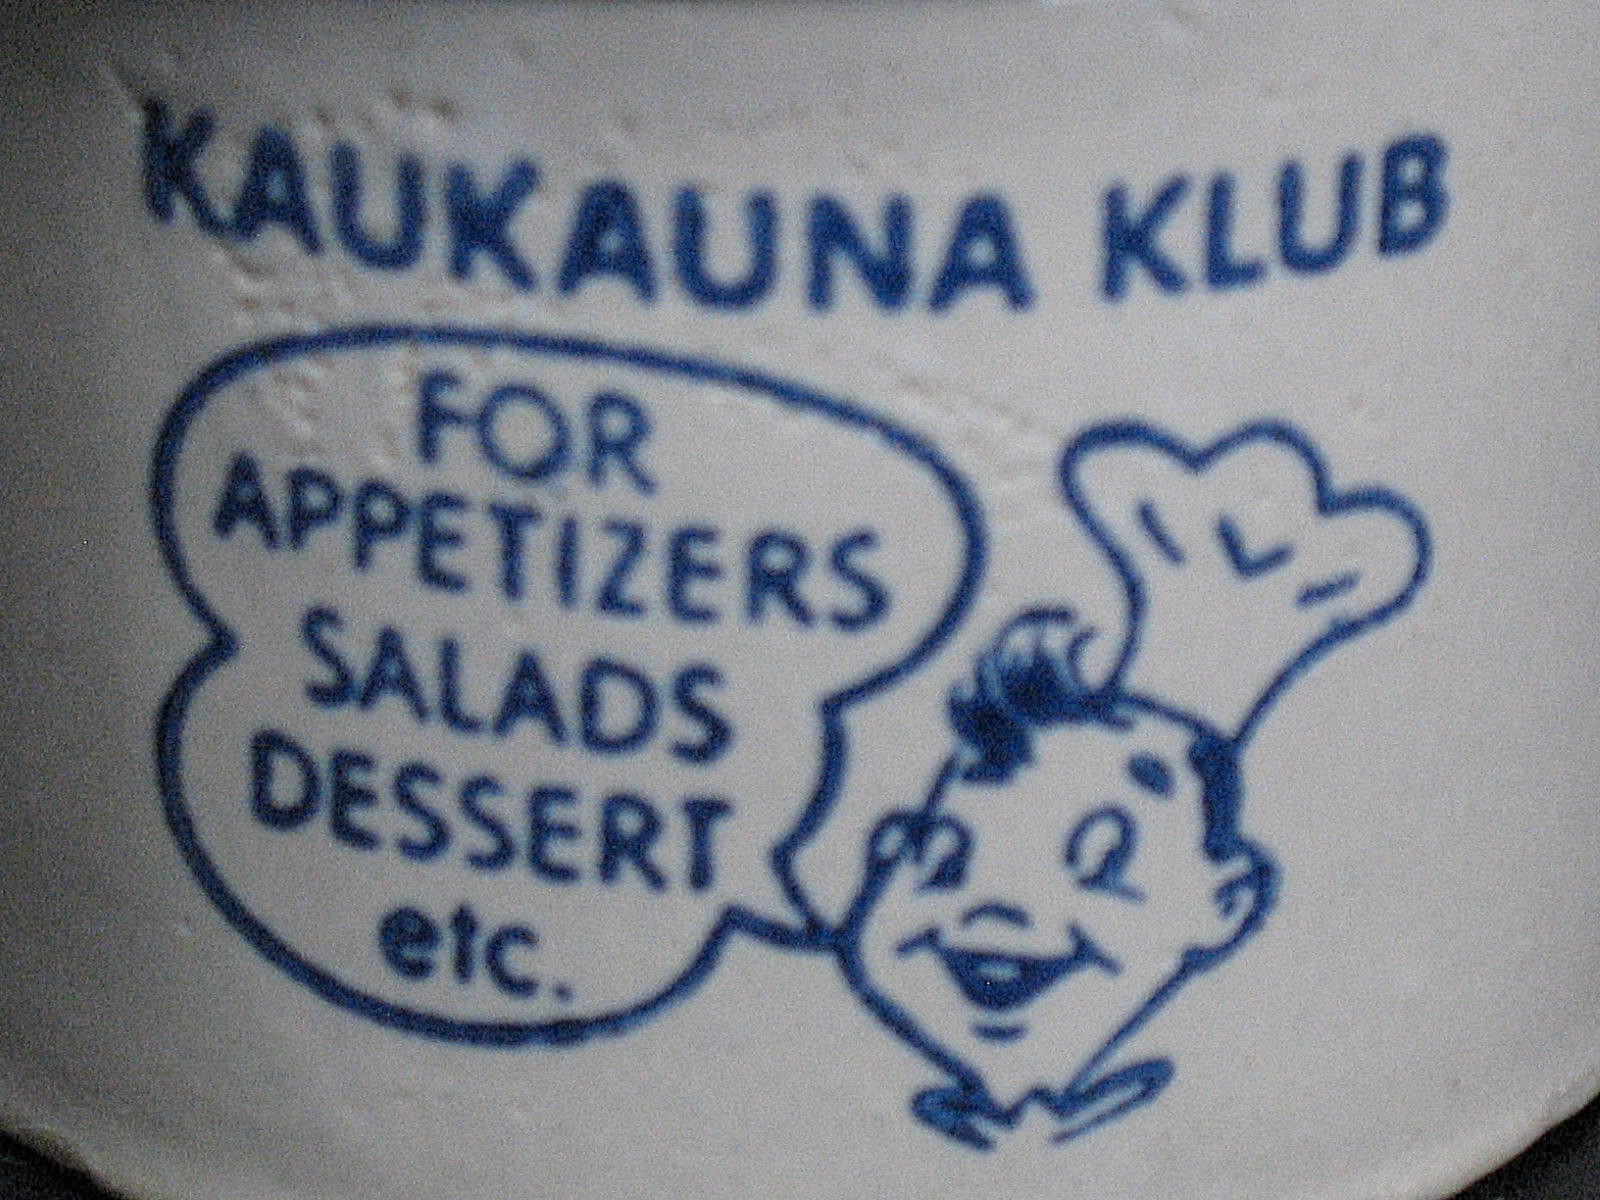 KAUKAUNA KLUB
FOR
APPETIZERS
SALADS
DESSERT
etc.